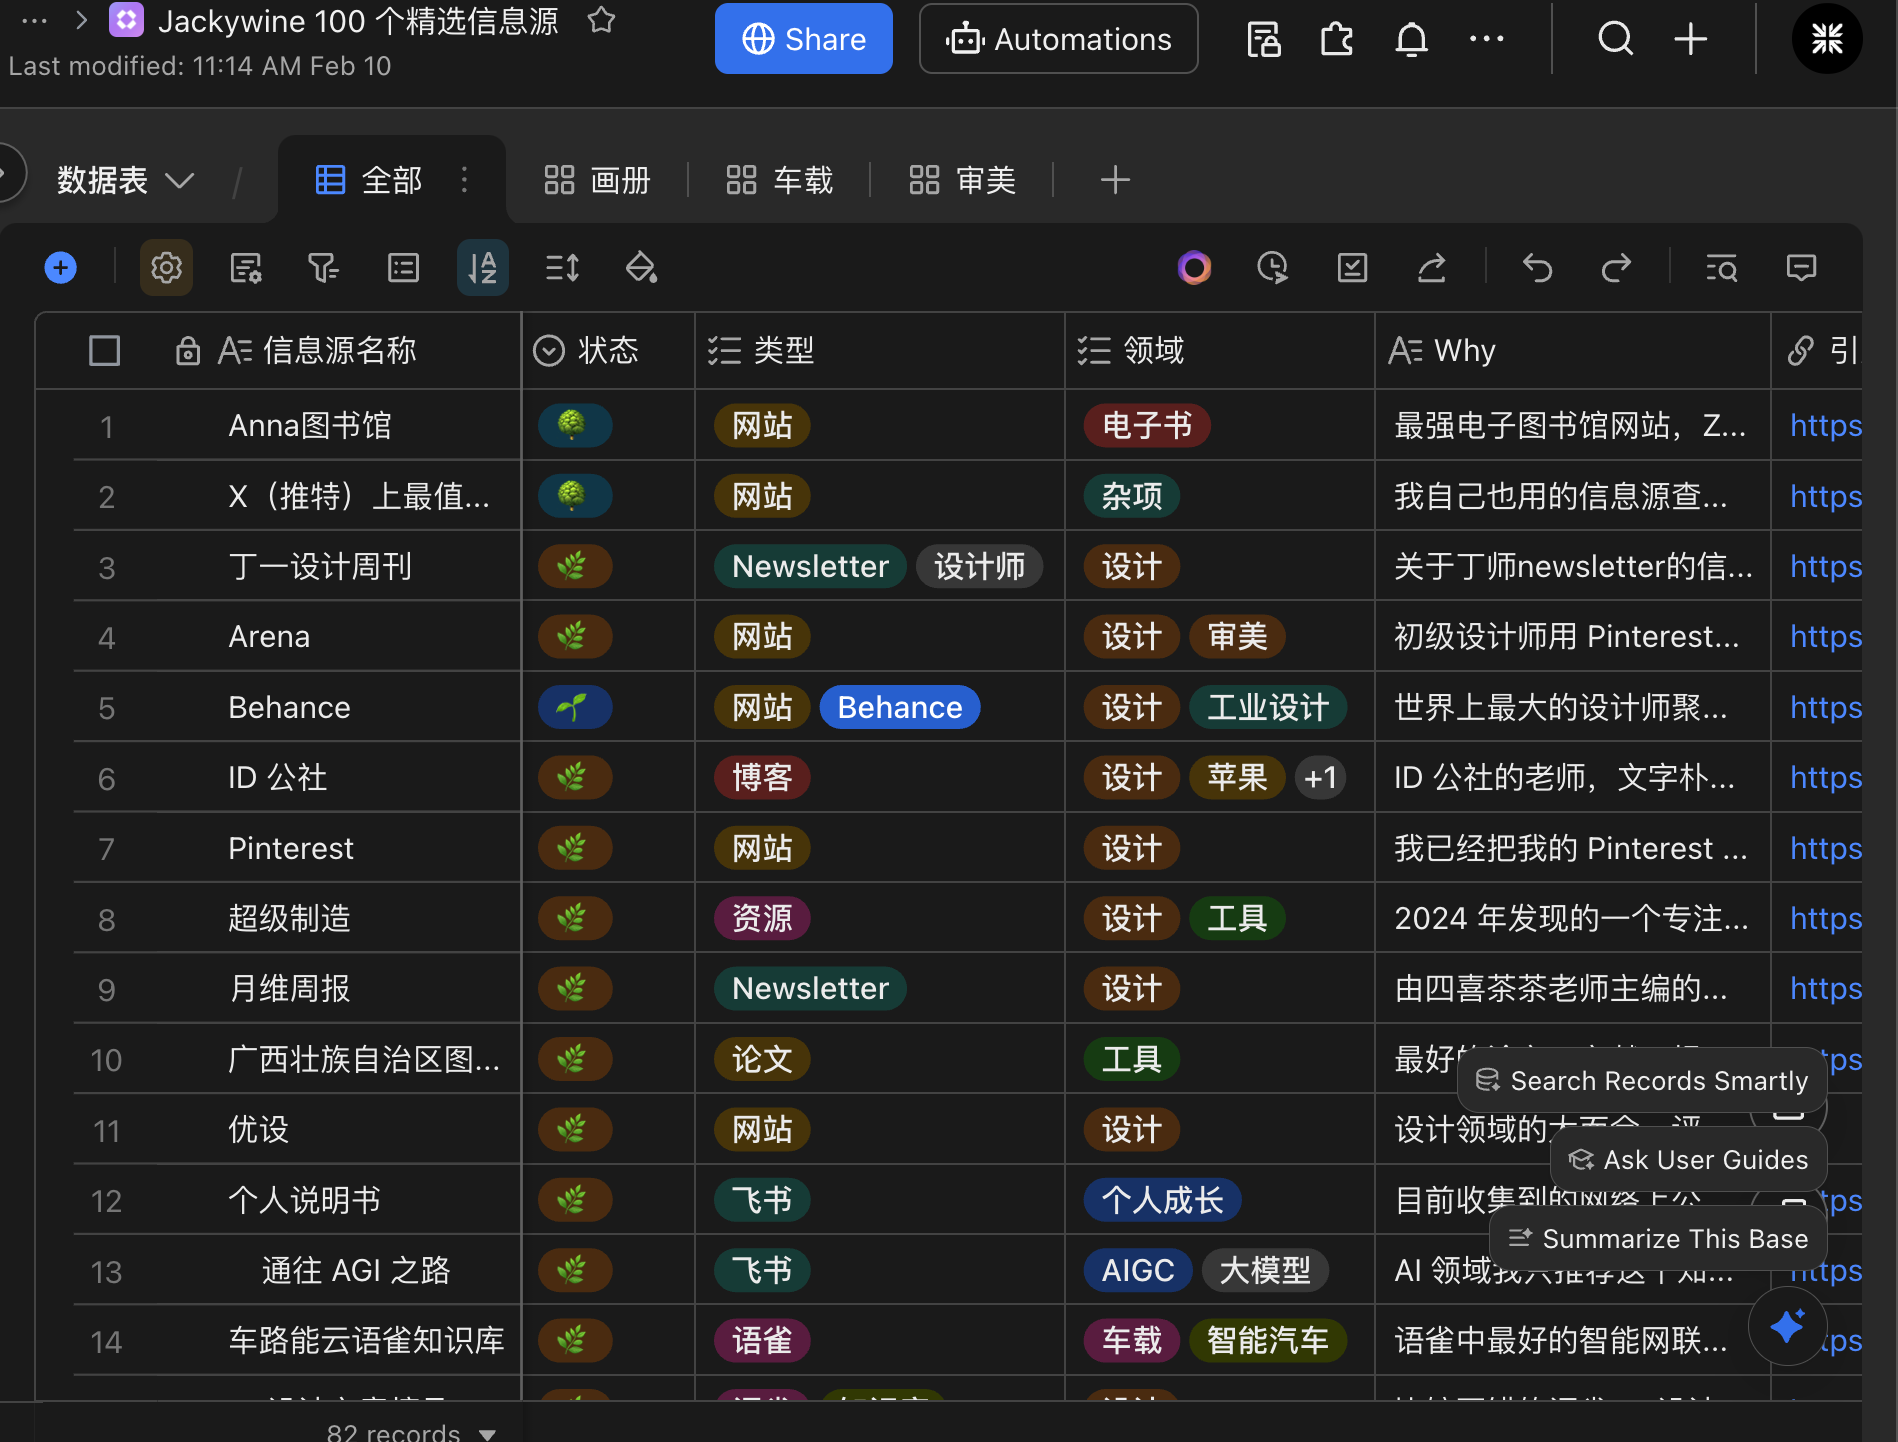 Jackywine 100 个精选信息源
Share
Automations
Last modified: 11:14 AM Feb 10
数据表 / 全部 画册 车载 审美
信息源名称 状态 类型 领域 Why 引
1 Anna图书馆 网站 电子书 最强电子图书馆网站，Z... https
2 X（推特）上最值... 网站 杂项 我自己也用的信息源查... https
3 丁一设计周刊 Newsletter 设计师 设计 关于丁师newsletter的信... https
4 Arena 网站 设计 审美 初级设计师用 Pinterest... https
5 Behance 网站 Behance 设计 工业设计 世界上最大的设计师聚... https
6 ID 公社 博客 设计 苹果 +1 ID 公社的老师，文字朴... https
7 Pinterest 网站 设计 我已经把我的 Pinterest ... https
8 超级制造 资源 设计 工具 2024 年发现的一个专注... https
9 月维周报 Newsletter 设计 由四喜茶茶老师主编的... https
10 广西壮族自治区图... 论文 工具 最好 tps
Search Records Smartly
11 优设 网站 设计 设计领域的
Ask User Guides
12 个人说明书 飞书 个人成长 目前收集到的 tps
Summarize This Base
13 通往 AGI 之路 飞书 AIGC 大模型 AI 领域 https
14 车路能云语雀知识库 语雀 车载 智能汽车 语雀中最好的智能网联... tps
82 records